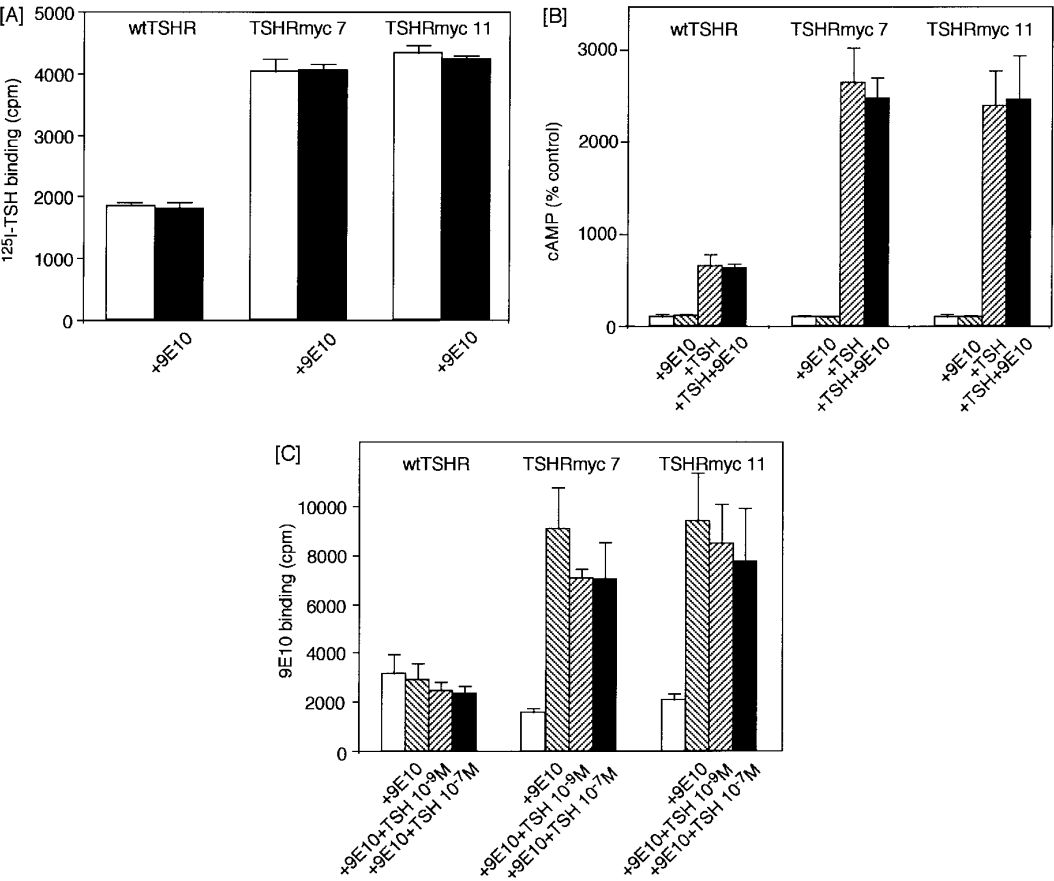 [A]
wtTSHR TSHRmyc 7 TSHRmyc 11
125I-TSH binding (cpm)
5000
4000
3000
2000
1000
0
+9E10 +9E10 +9E10
[B]
wtTSHR TSHRmyc 7 TSHRmyc 11
cAMP (% control)
3000
2000
1000
0
+9E10 +9E10 +9E10
+TSH +TSH +TSH
+TSH+9E10 +TSH+9E10 +TSH+9E10
[C]
wtTSHR TSHRmyc 7 TSHRmyc 11
9E10 binding (cpm)
10000
8000
6000
4000
2000
0
+9E10 +9E10 +9E10
+9E10+TSH 10-9M +9E10+TSH 10-9M +9E10+TSH 10-9M
+9E10+TSH 10-7M +9E10+TSH 10-7M +9E10+TSH 10-7M